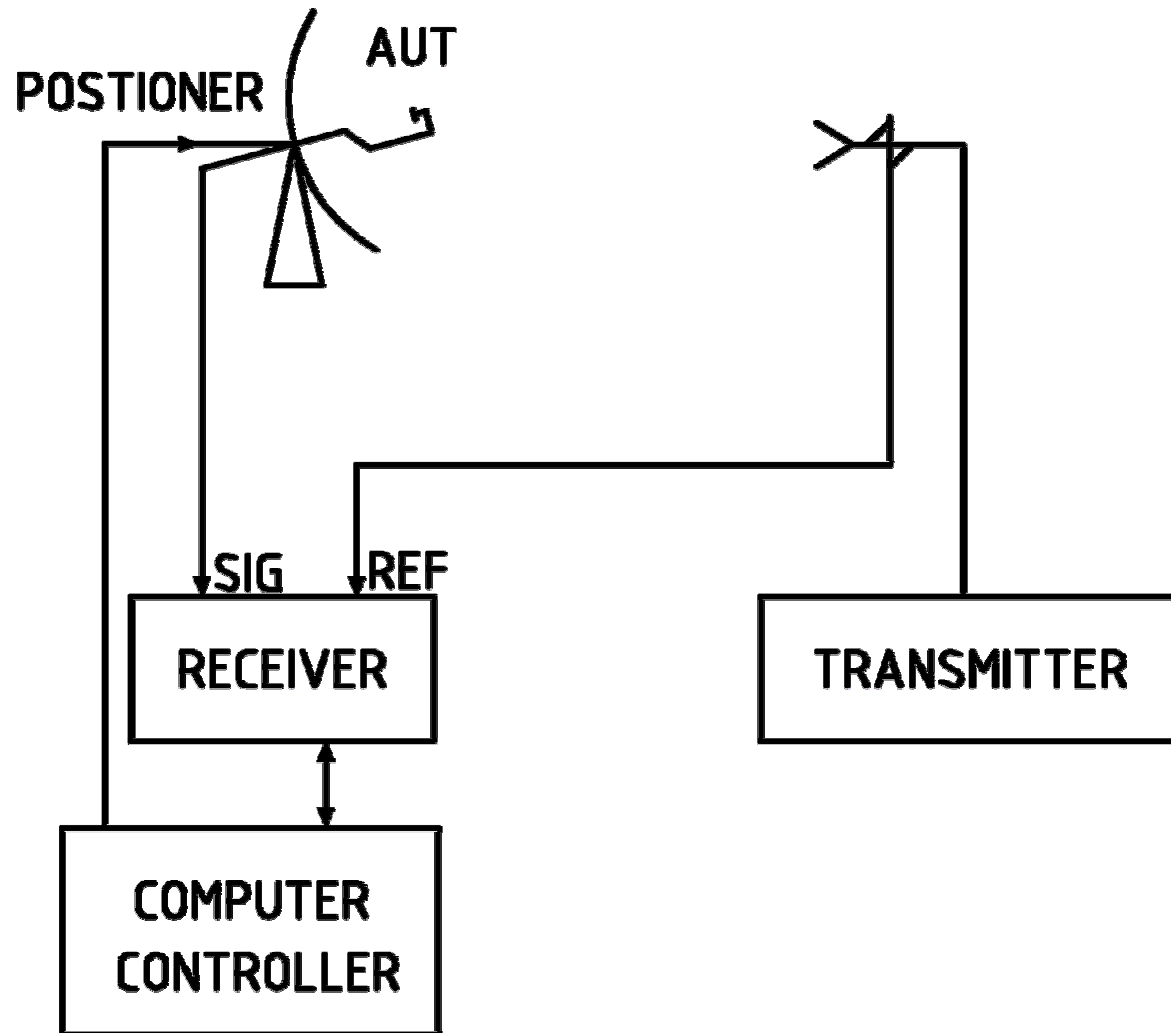 AUT
POSTIONER
SIG
REF
RECEIVER
TRANSMITTER
COMPUTER
CONTROLLER